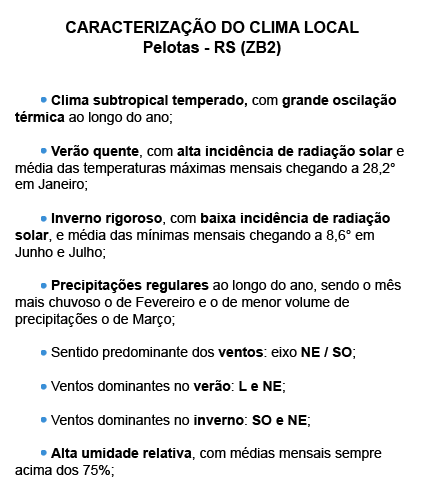 CARACTERIZAÇÃO DO CLIMA LOCAL
Pelotas - RS (ZB2)
• Clima subtropical temperado, com grande oscilação
térmica ao longo do ano;
• Verão quente, com alta incidência de radiação solar e
média das temperaturas máximas mensais chegando a 28,2°
em Janeiro;
• Inverno rigoroso, com baixa incidência de radiação
solar, e média das mínimas mensais chegando a 8,6° em
Junho e Julho;
• Precipitações regulares ao longo do ano, sendo o mês
mais chuvoso o de Fevereiro e o de menor volume de
precipitações o de Março;
• Sentido predominante dos ventos: eixo NE / SO;
• Ventos dominantes no verão: L e NE;
• Ventos dominantes no inverno: SO e NE;
• Alta umidade relativa, com médias mensais sempre
acima dos 75%;